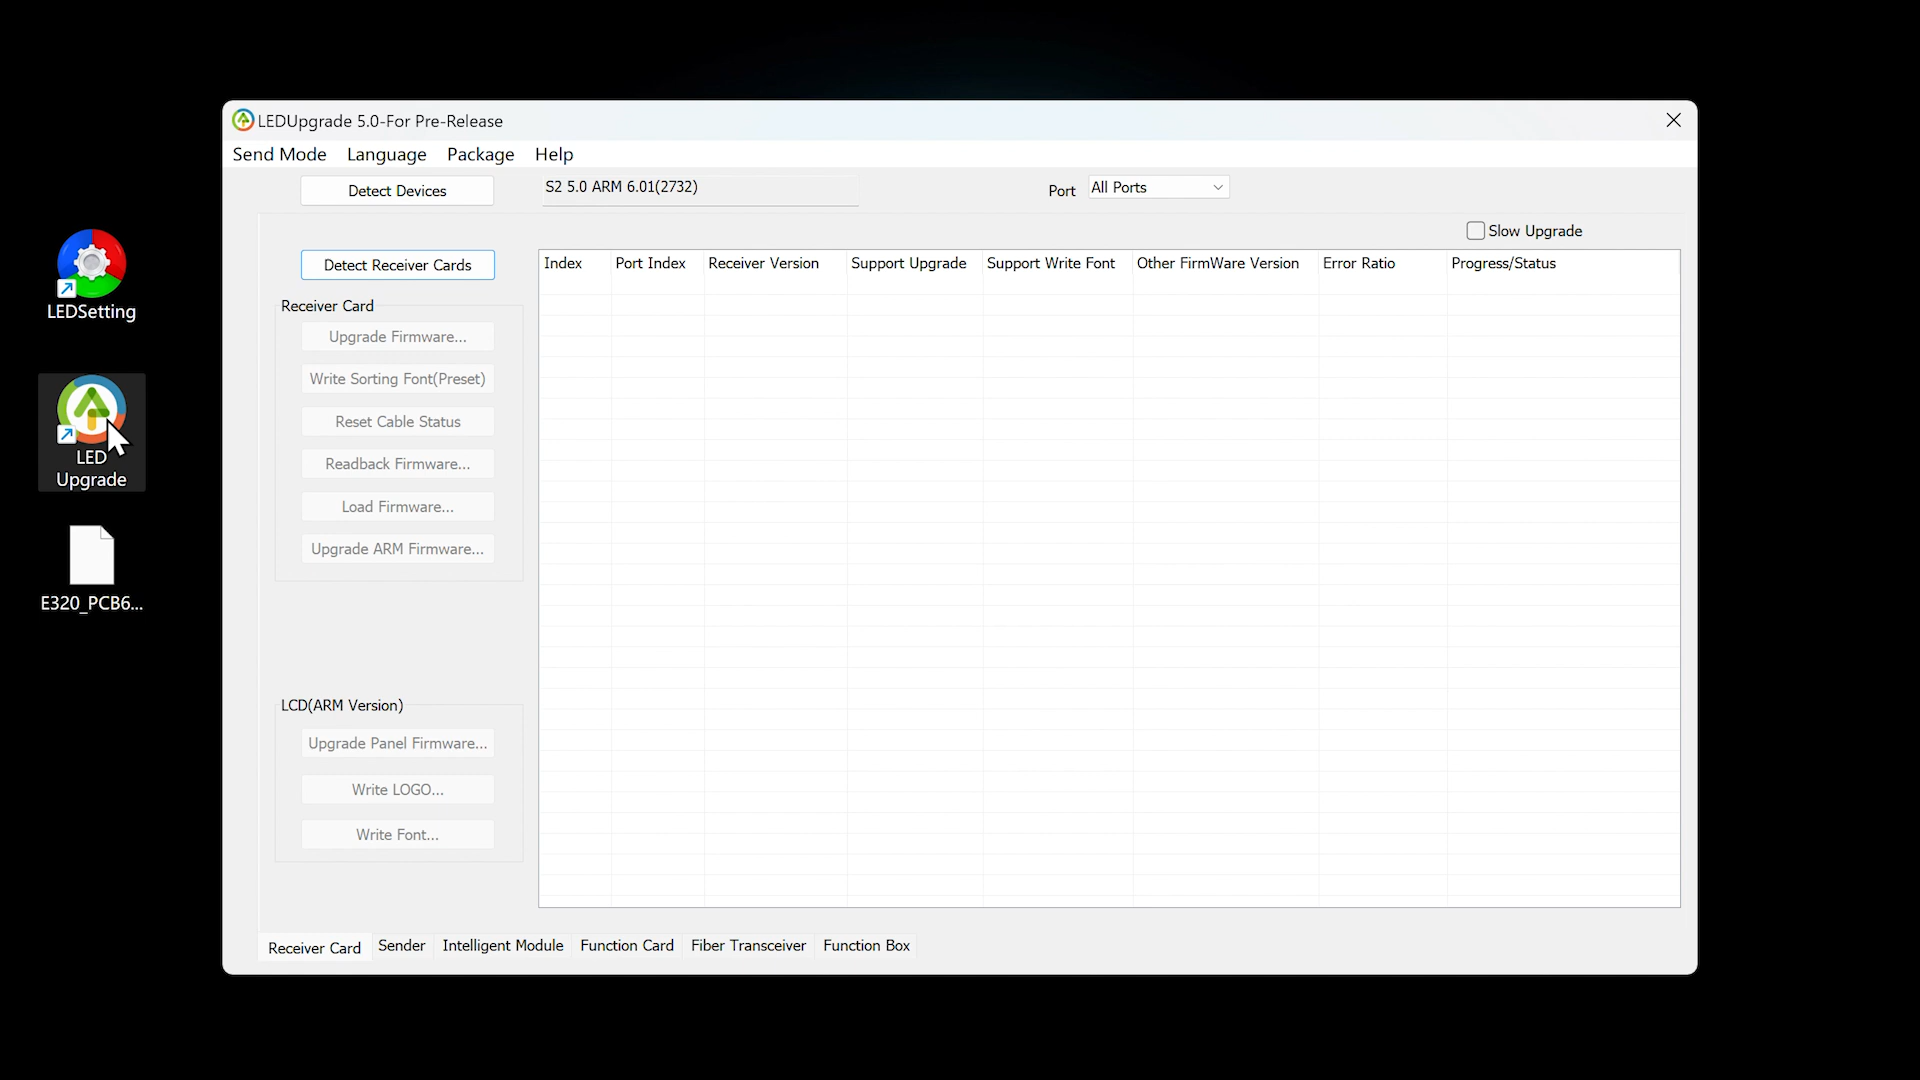 LEDUpgrade 5.0-For Pre-Release
Send Mode Language Package Help
Detect Devices S2 5.0 ARM 6.01(2732) Port All Ports
Slow Upgrade
Detect Receiver Cards
Index Port Index Receiver Version Support Upgrade Support Write Font Other FirmWare Version Error Ratio Progress/Status
Receiver Card
Upgrade Firmware...
Write Sorting Font(Preset)
Reset Cable Status
Readback Firmware...
Load Firmware...
Upgrade ARM Firmware...
LCD(ARM Version)
Upgrade Panel Firmware...
Write LOGO...
Write Font...
Receiver Card Sender Intelligent Module Function Card Fiber Transceiver Function Box
LEDSetting
LED
Upgrade
E320_PCB6...